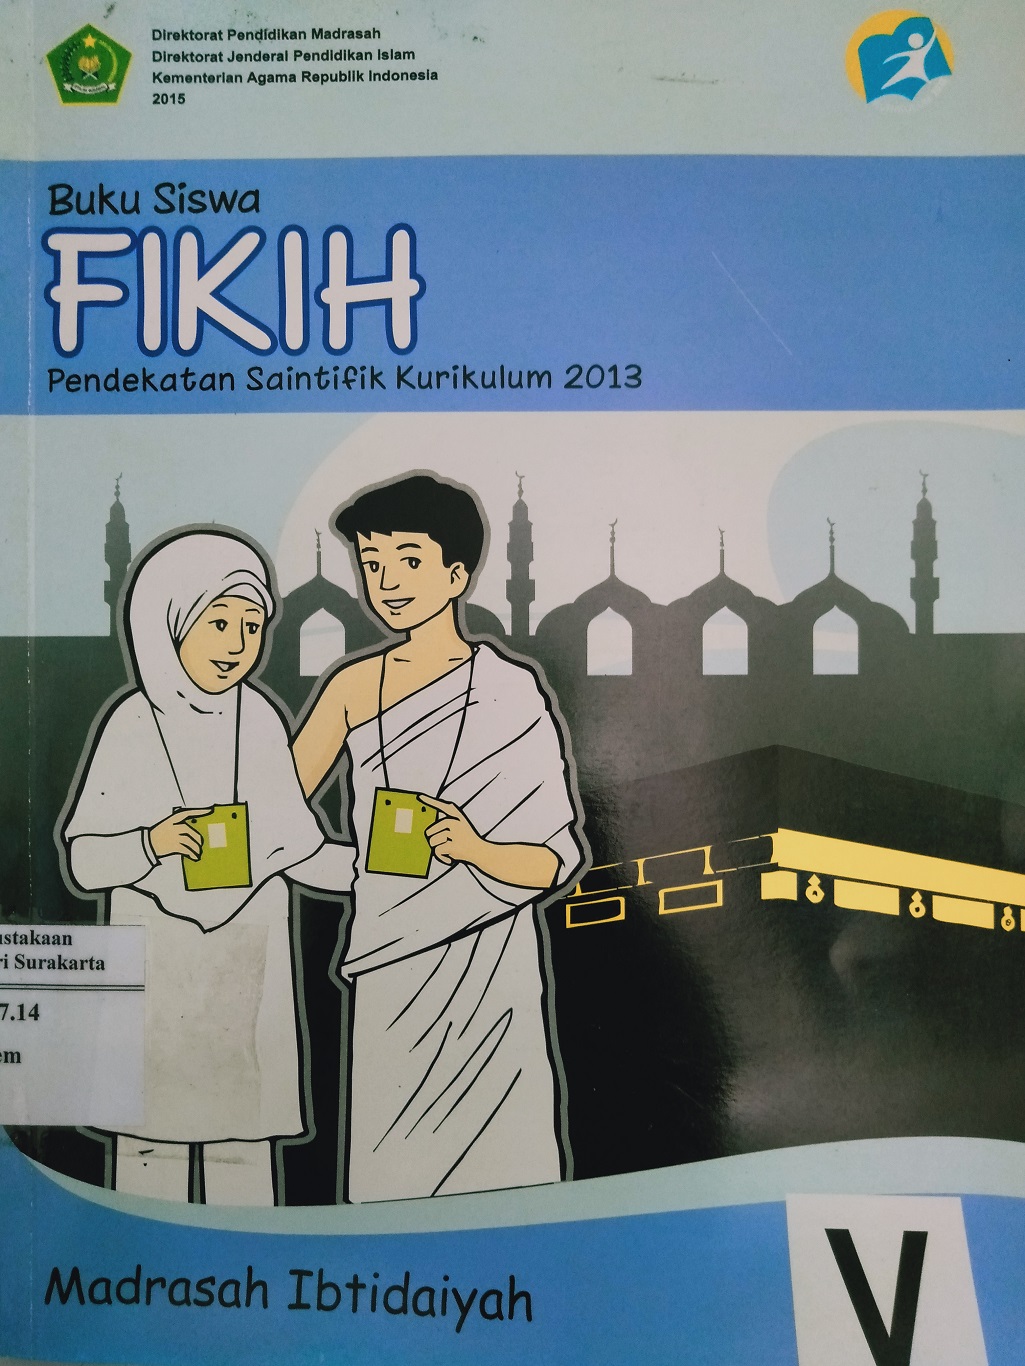 Direktorat Pendidikan Madrasah
Direktorat Jenderal Pendidikan Islam
Kementerian Agama Republik Indonesia
2015
Buku Siswa
FIKIH
Pendekatan Saintifik Kurikulum 2013
ustakaan
ri Surakarta
7.14
em
Madrasah Ibtidaiyah
V